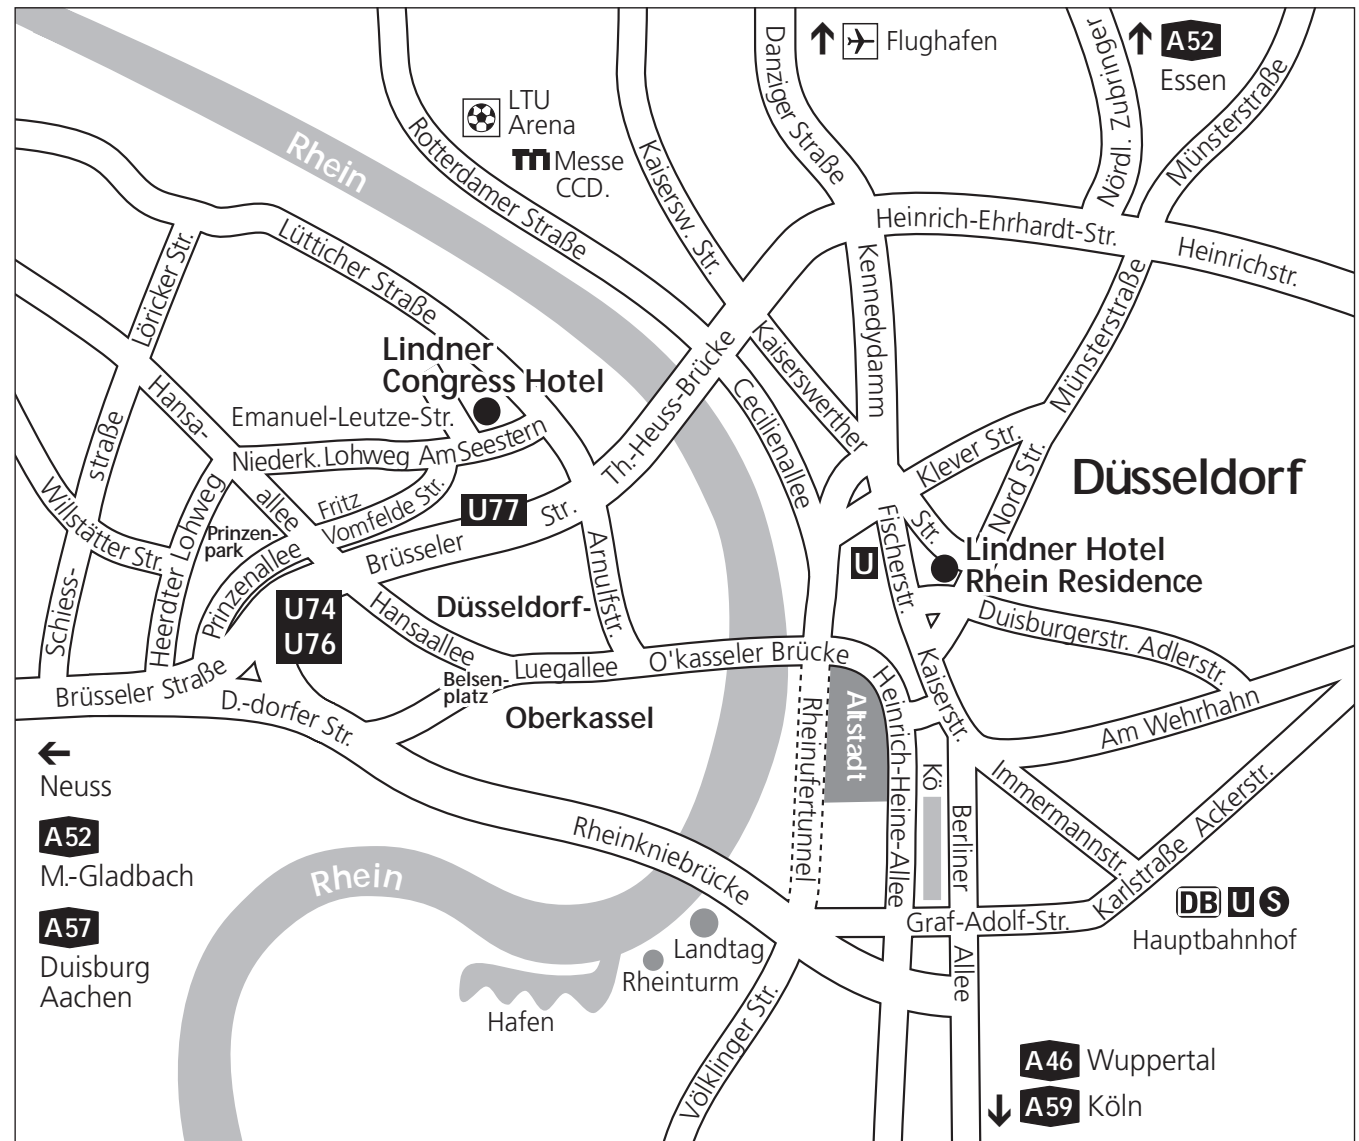 Danziger Straße
Flughafen
Nördl. Zubringer
A52
Essen
Münsterstraße
LTU
Arena
Messe
CCD.
Rhein
Rotterdamer Straße
Kaisersw. Str.
Heinrich-Ehrhardt-Str.
Heinrichstr.
Löricker Str.
Lütticher Straße
Kennedydamm
Münsterstraße
Lindner
Congress Hotel
Th.-Heuss-Brücke
Kaiserswerther
Str.
Cecilienallee
Hansa-
allee
Emanuel-Leutze-Str.
Niederk. Lohweg
Am Seestern
Klever Str.
Nord Str.
Düsseldorf
Schiess-
straße
Willstätter Str.
Heerdter Lohweg
Prinzen-
park
Prinzenallee
Fritz
Vomfelde Str.
U77
Brüsseler
Str.
Arnulfstr.
Fischerstr.
U
Lindner Hotel
Rhein Residence
U74
U76
Düsseldorf-
Hansaallee
Duisburgerstr.
Adlerstr.
Brüsseler Straße
D.-dorfer Str.
Belsen-
platz
Luegallee
O'kasseler Brücke
Oberkassel
Kaiserstr.
Am Wehrhahn
Rheinufertunnel
Altstadt
Heinrich-Heine-Allee
Kö
Berliner
Allee
Immermannstr.
Karlstraße
Ackerstr.
Neuss
A52
M.-Gladbach
A57
Duisburg
Aachen
Rhein
Rheinkniebrücke
Graf-Adolf-Str.
DB U S
Hauptbahnhof
Landtag
Rheinturm
Hafen
Völklinger Str.
A46 Wuppertal
A59 Köln